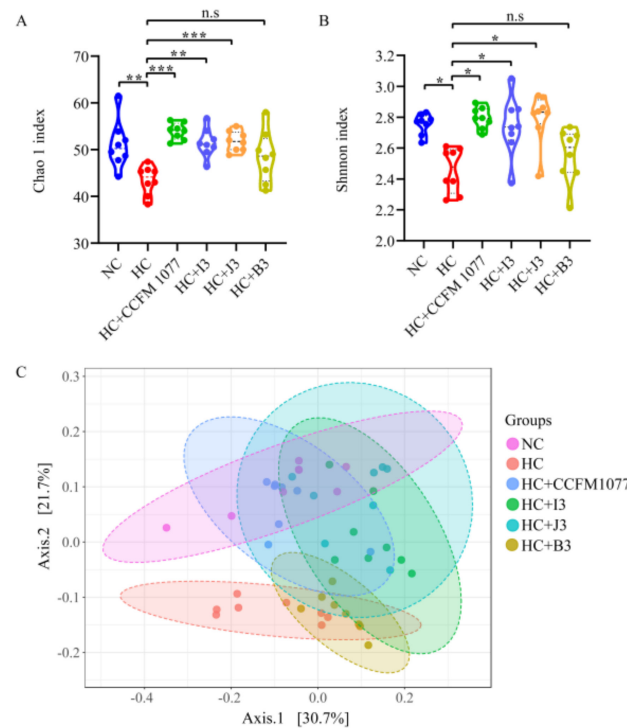 A
n.s
***
**
** ***
Chao 1 index
70
60
50
40
30
NC
HC
HC+CCFM 1077
HC+I3
HC+J3
HC+B3
B
n.s
*
*
* *
Shnnon index
3.2
3.0
2.8
2.6
2.4
2.2
2.0
NC
HC
HC+CCFM 1077
HC+I3
HC+J3
HC+B3
C
Axis.2 [21.7%]
0.3
0.2
0.1
0.0
-0.1
-0.2
-0.4 -0.2 0.0 0.2
Axis.1 [30.7%]
Groups
NC
HC
HC+CCFM1077
HC+I3
HC+J3
HC+B3